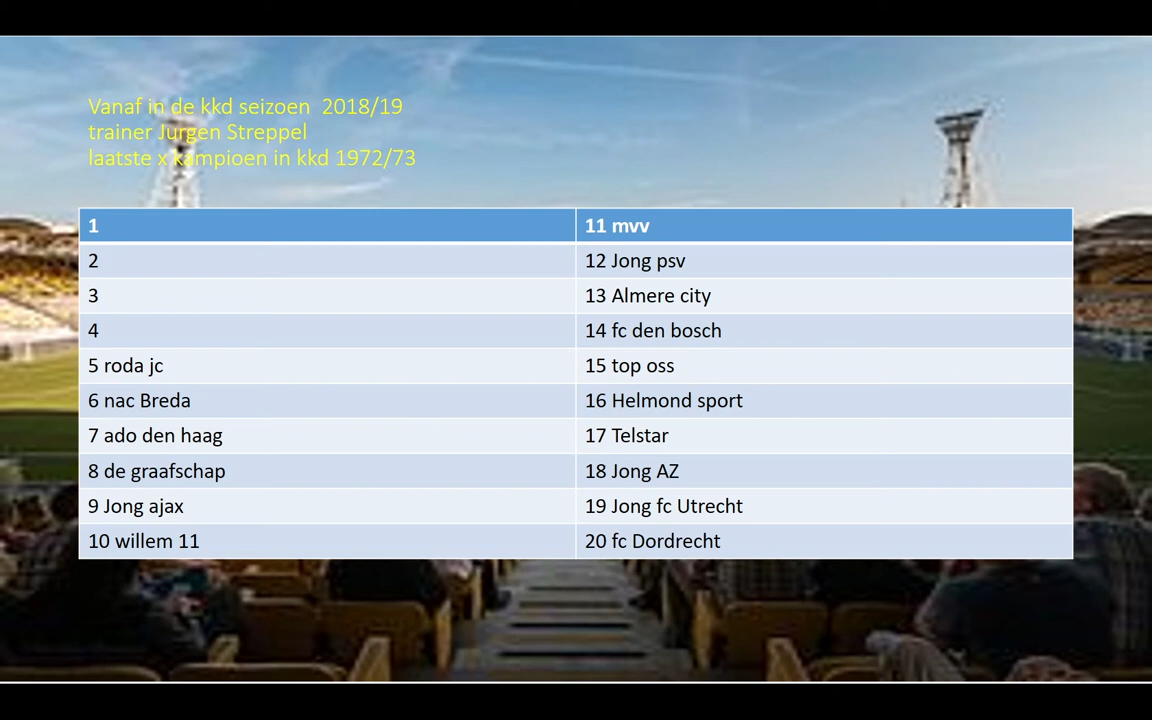 Vanaf in de kkd seizoen 2018/19
trainer Jurgen Streppel
laatste x kampioen in kkd 1972/73
1
11 mvv
2
12 Jong psv
3
13 Almere city
4
14 fc den bosch
5 roda jc
15 top oss
6 nac Breda
16 Helmond sport
7 ado den haag
17 Telstar
8 de graafschap
18 Jong AZ
9 Jong ajax
19 Jong fc Utrecht
10 willem 11
20 fc Dordrecht